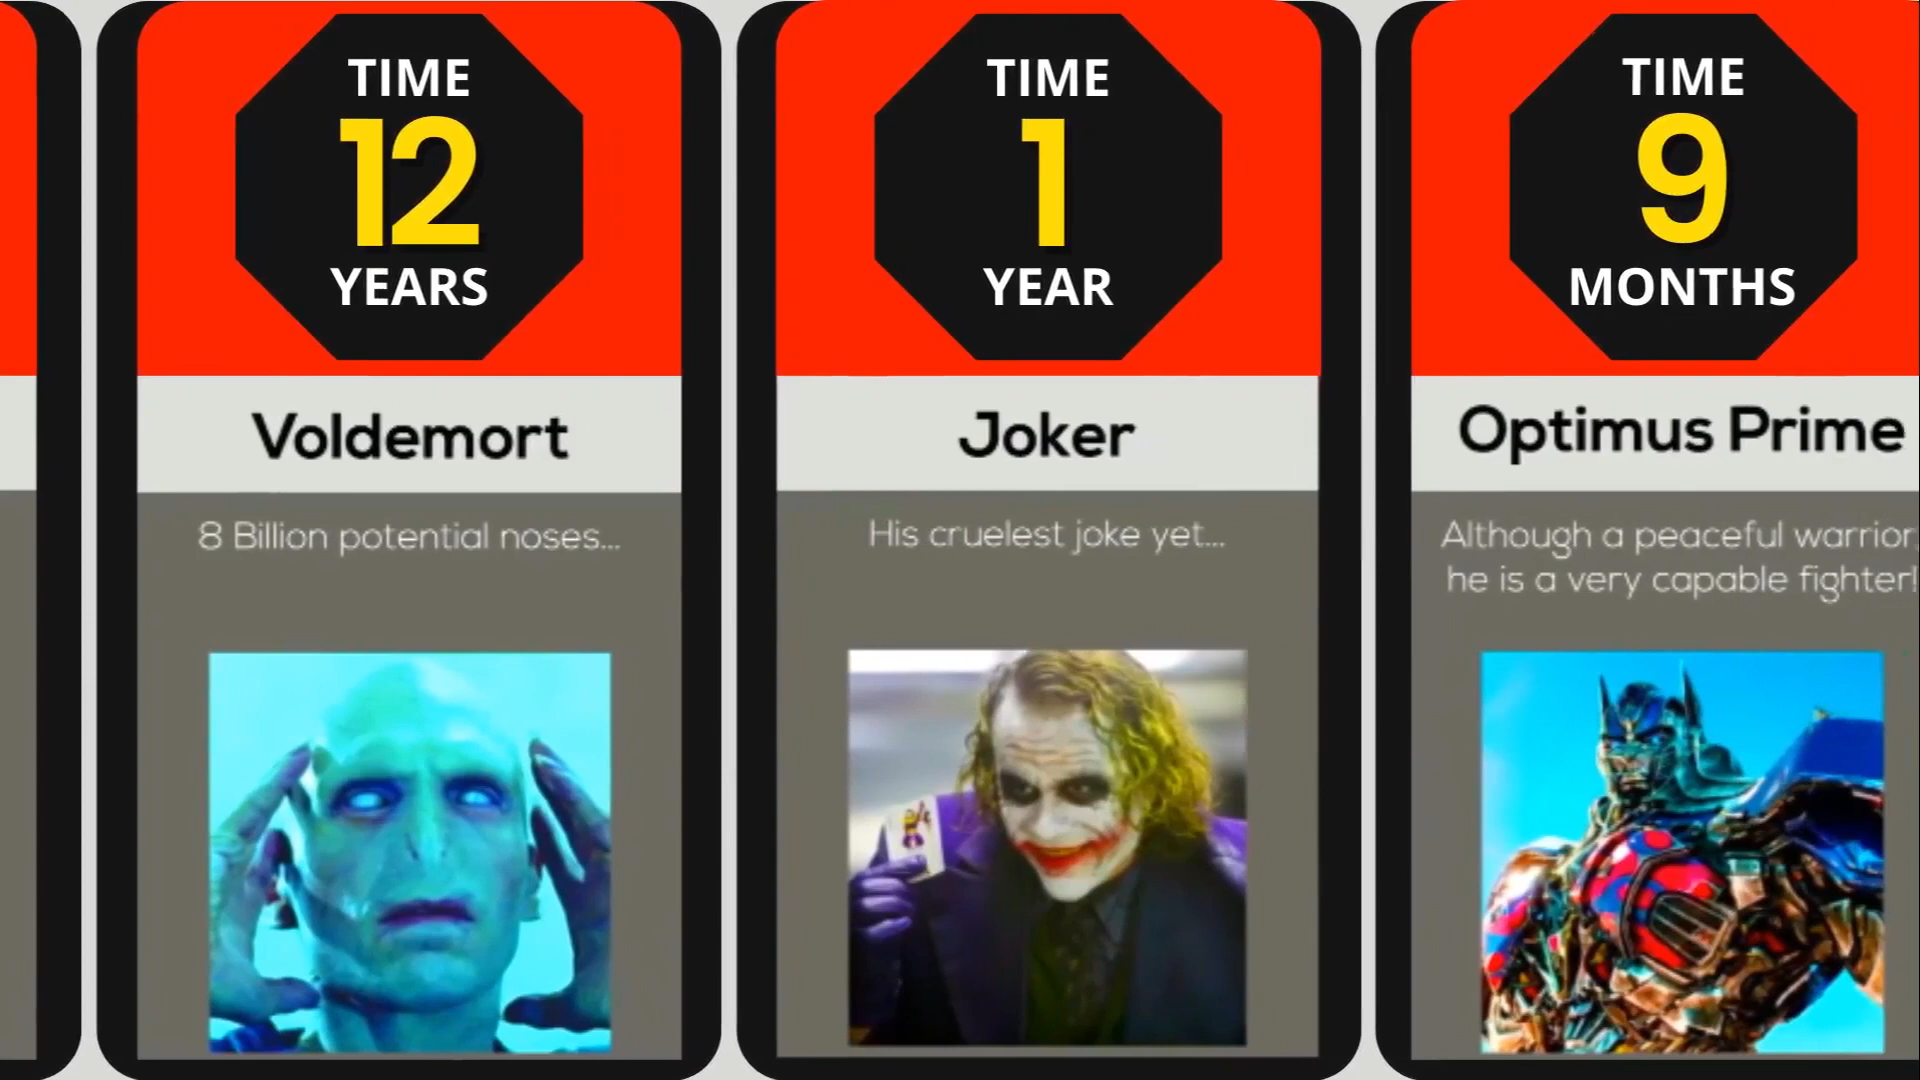 TIME
12
YEARS
Voldemort
8 Billion potential noses...
TIME
1
YEAR
Joker
His cruelest joke yet...
TIME
9
MONTHS
Optimus Prime
Although a peaceful warrior,
he is a very capable fighter!